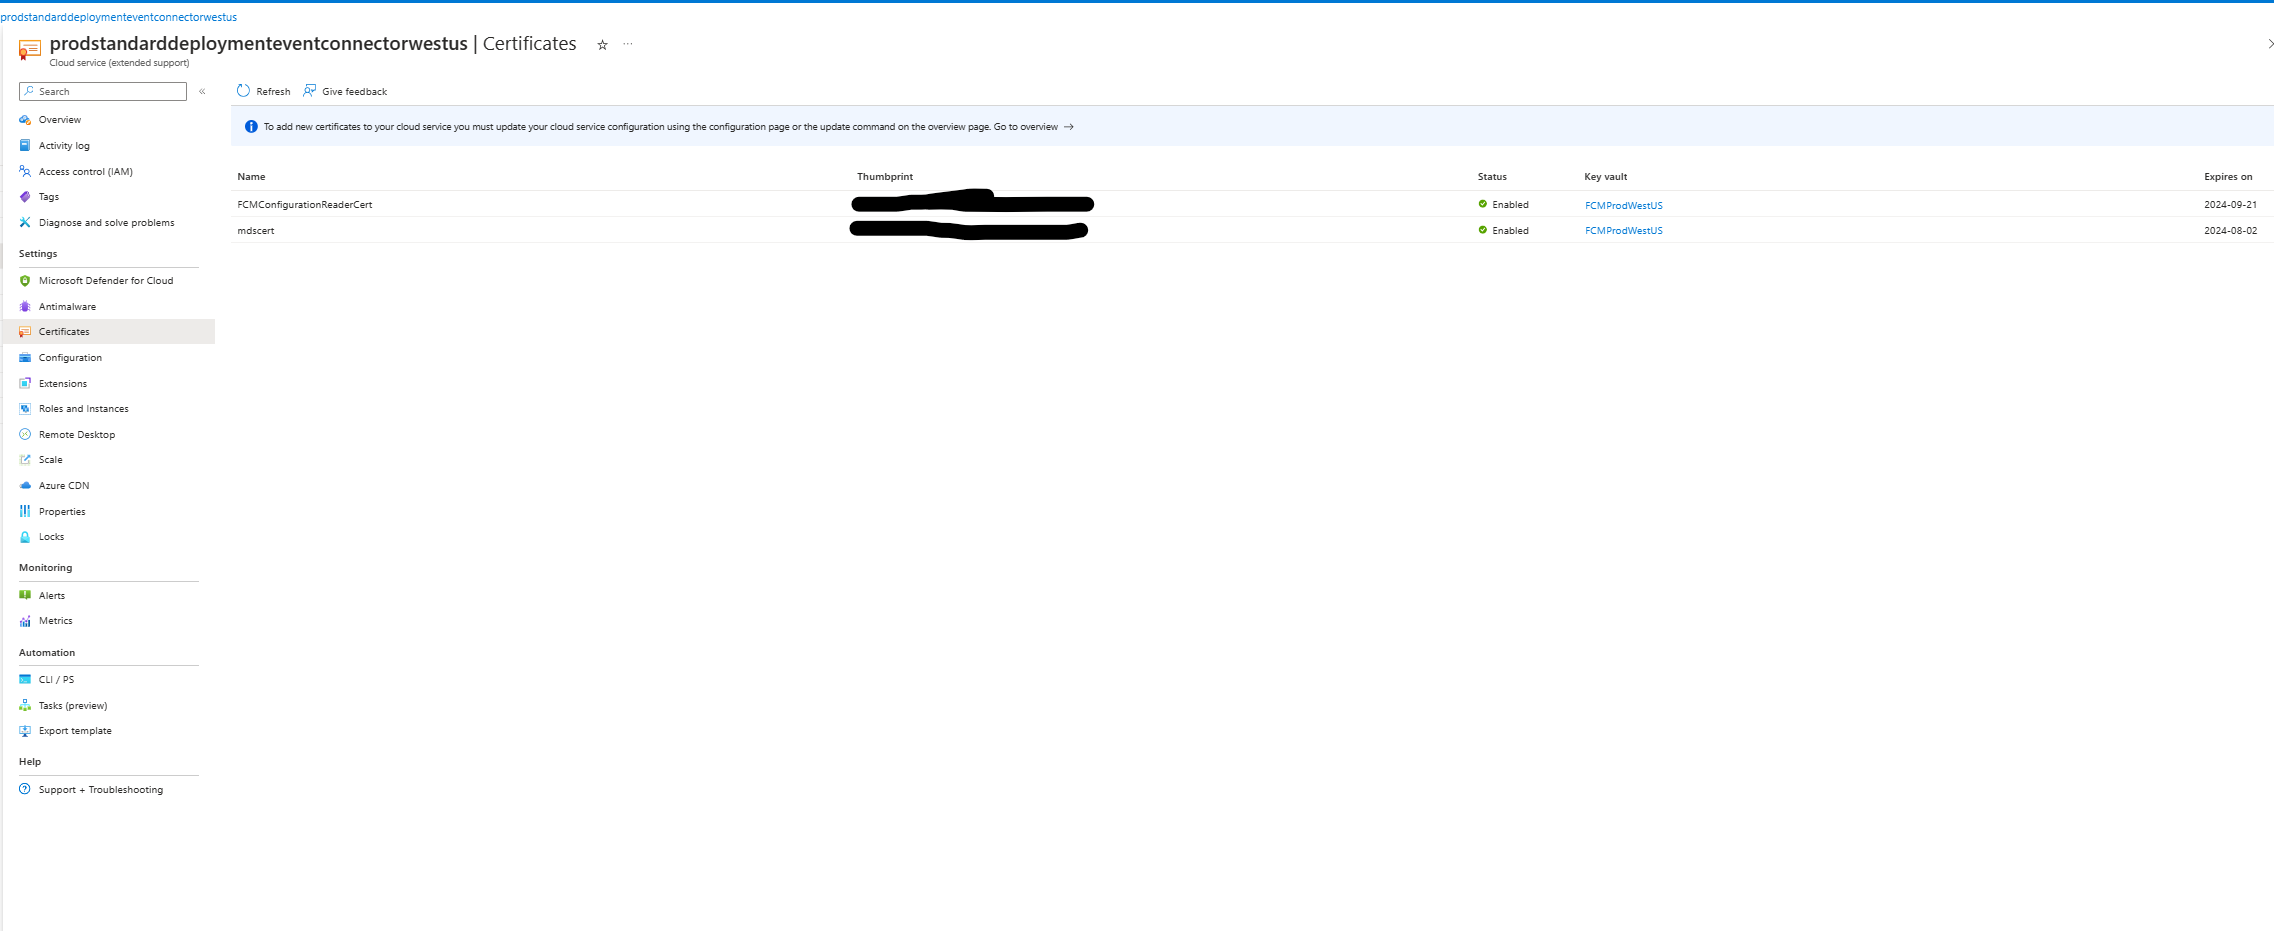 prodstandarddeploymenteventconnectorwestus
prodstandarddeploymenteventconnectorwestus | Certificates
Cloud service (extended support)
Search
Refresh
Give feedback
To add new certificates to your cloud service you must update your cloud service configuration using the configuration page or the update command on the overview page. Go to overview →
Overview
Activity log
Access control (IAM)
Tags
Diagnose and solve problems
Settings
Microsoft Defender for Cloud
Antimalware
Certificates
Configuration
Extensions
Roles and Instances
Remote Desktop
Scale
Azure CDN
Properties
Locks
Monitoring
Alerts
Metrics
Automation
CLI / PS
Tasks (preview)
Export template
Help
Support + Troubleshooting
Name Thumbprint Status Key vault Expires on
FCMConfigurationReaderCert Enabled FCMProdWestUS 2024-09-21
mdscert Enabled FCMProdWestUS 2024-08-02